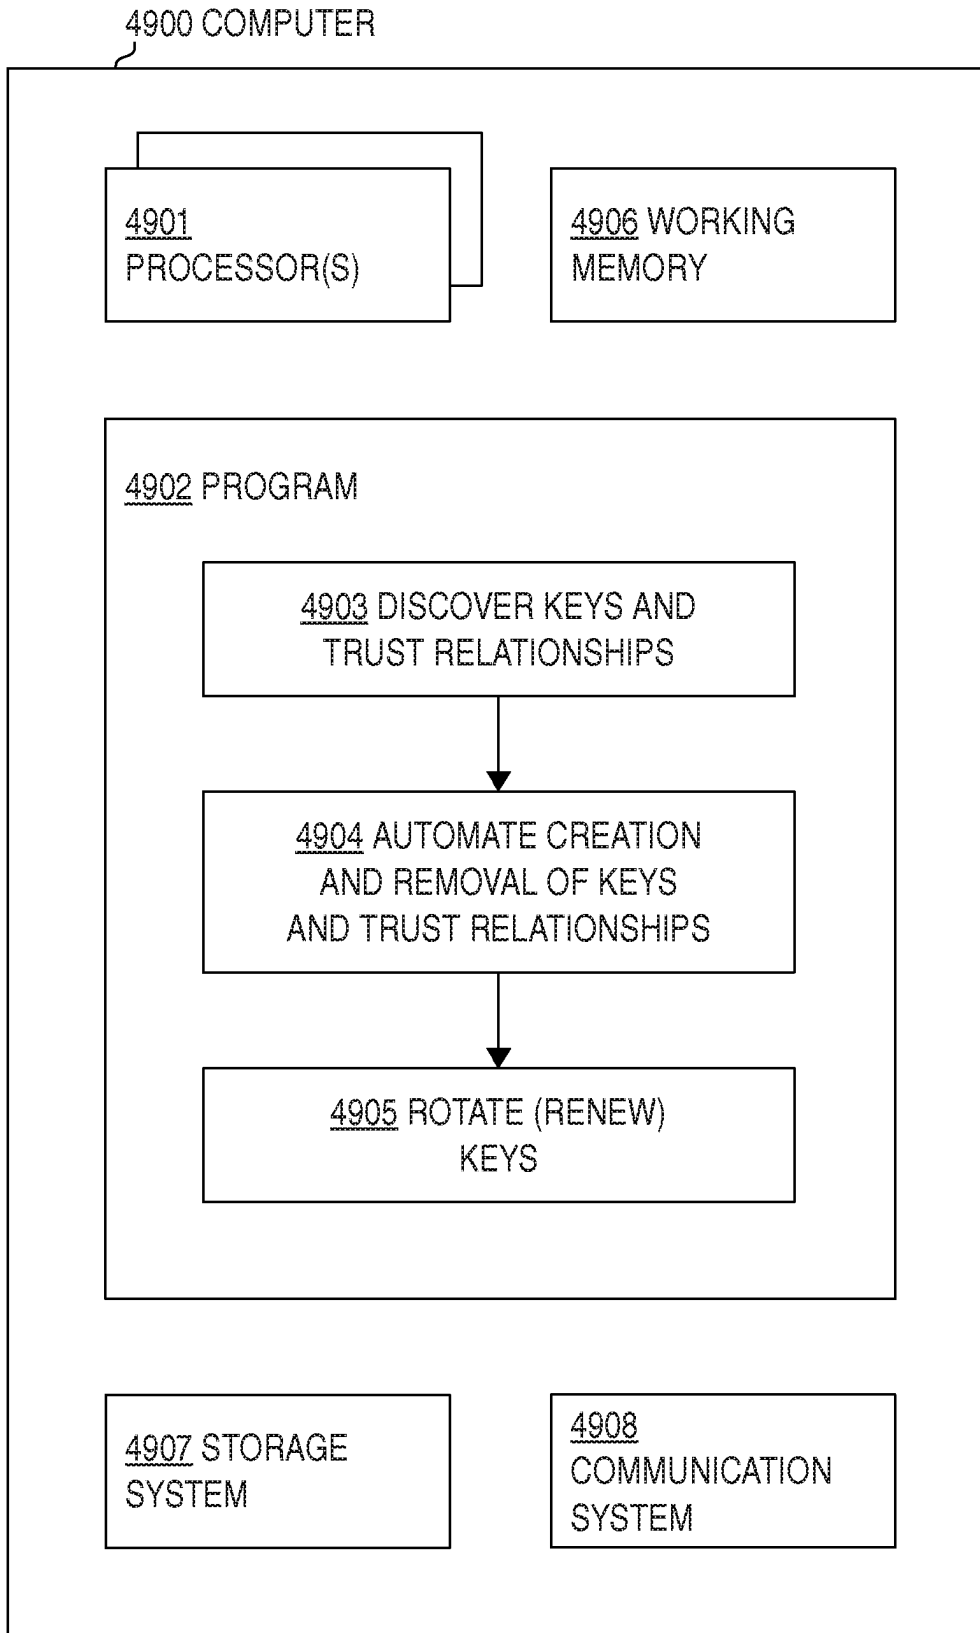 4900 COMPUTER
4901
PROCESSOR(S)
4906 WORKING
MEMORY
4902 PROGRAM
4903 DISCOVER KEYS AND
TRUST RELATIONSHIPS
4904 AUTOMATE CREATION
AND REMOVAL OF KEYS
AND TRUST RELATIONSHIPS
4905 ROTATE (RENEW)
KEYS
4907 STORAGE
SYSTEM
4908
COMMUNICATION
SYSTEM